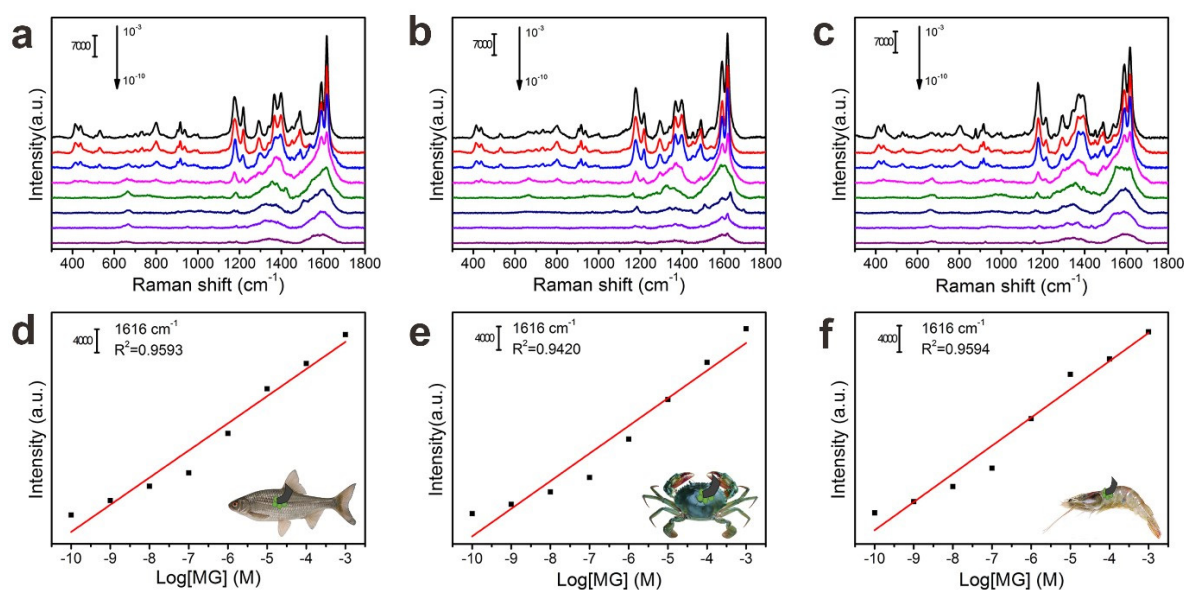 a
7000
10⁻³
10⁻¹⁰
Intensity(a.u.)
400 600 800 1000 1200 1400 1600 1800
Raman shift (cm⁻¹)
b
7000
10⁻³
10⁻¹⁰
Intensity(a.u.)
400 600 800 1000 1200 1400 1600 1800
Raman shift (cm⁻¹)
c
7000
10⁻³
10⁻¹⁰
Intensity(a.u.)
400 600 800 1000 1200 1400 1600 1800
Raman shift (cm⁻¹)
d
4000
1616 cm⁻¹
R²=0.9593
Intensity (a.u.)
-10 -9 -8 -7 -6 -5 -4 -3
Log[MG] (M)
e
4000
1616 cm⁻¹
R²=0.9420
Intensity(a.u.)
-10 -9 -8 -7 -6 -5 -4 -3
Log[MG] (M)
f
4000
1616 cm⁻¹
R²=0.9594
Intensity (a.u.)
-10 -9 -8 -7 -6 -5 -4 -3
Log[MG] (M)